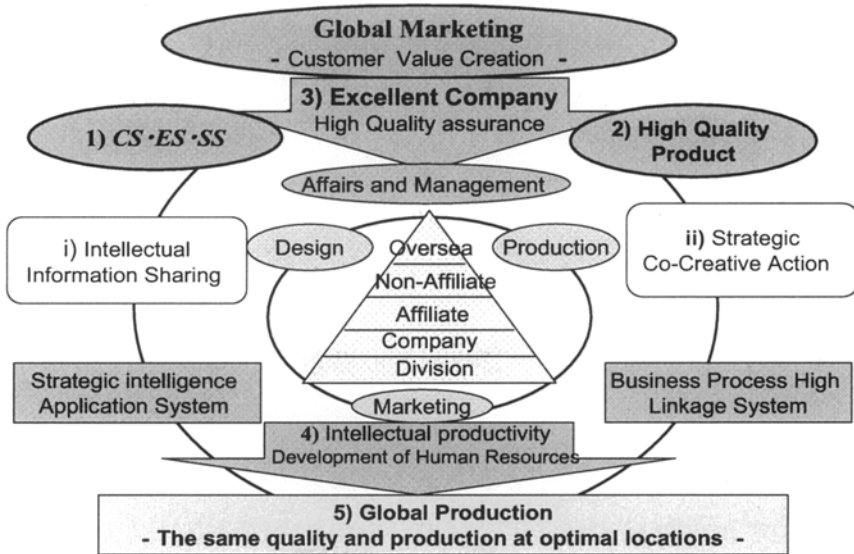 Global Marketing
- Customer Value Creation -
3) Excellent Company
High Quality assurance
1) CS・ES・SS
2) High Quality
Product
Affairs and Management
i) Intellectual
Information Sharing
Design
Oversea
Production
ii) Strategic
Co-Creative Action
Non-Affiliate
Affiliate
Company
Division
Strategic intelligence
Application System
Business Process High
Linkage System
Marketing
4) Intellectual productivity
Development of Human Resources
5) Global Production
- The same quality and production at optimal locations -